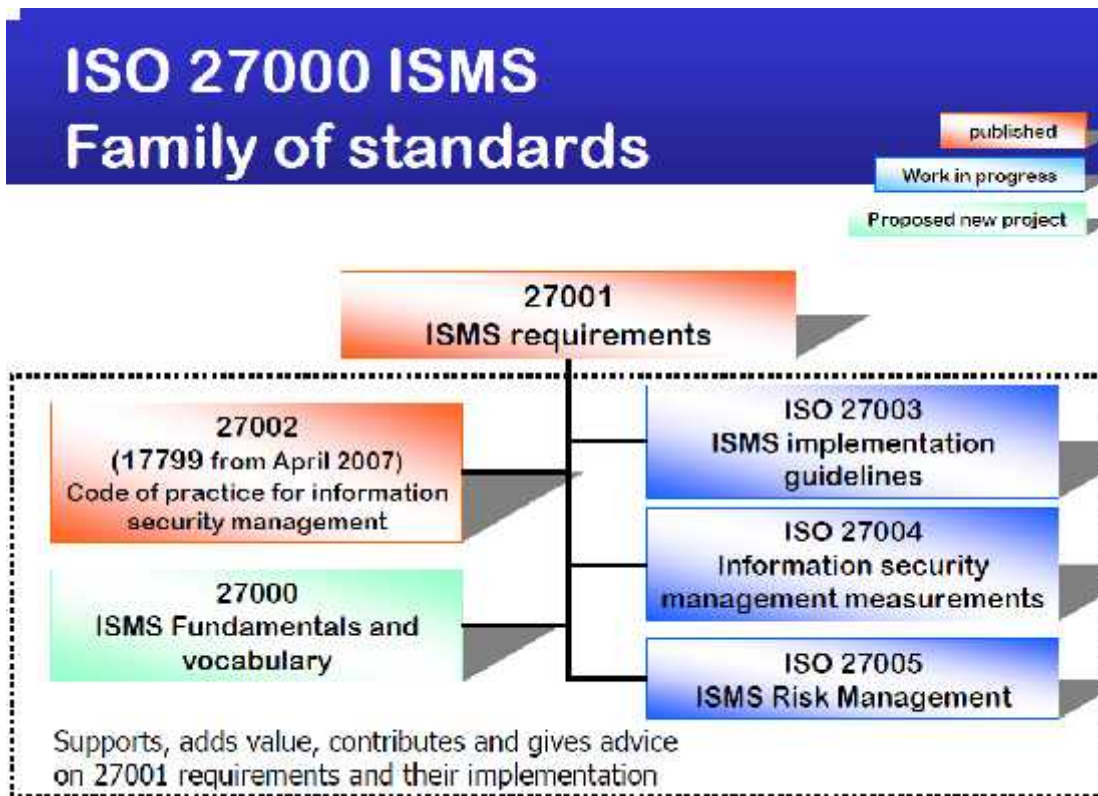 ISO 27000 ISMS
Family of standards
published
Work in progress
Proposed new project
27001
ISMS requirements
27002
(17799 from April 2007)
Code of practice for information
security management
27000
ISMS Fundamentals and
vocabulary
ISO 27003
ISMS implementation
guidelines
ISO 27004
Information security
management measurements
ISO 27005
ISMS Risk Management
Supports, adds value, contributes and gives advice
on 27001 requirements and their implementation